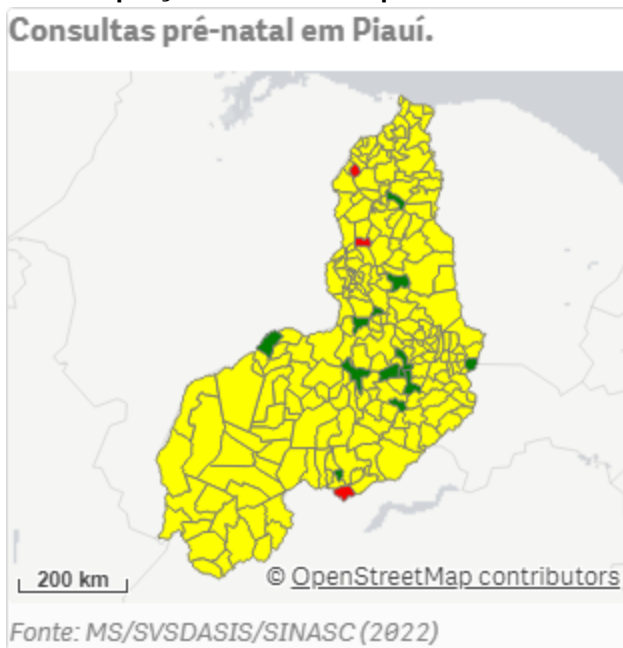 Consultas pré-natal em Piauí.
200 km
© OpenStreetMap contributors
Fonte: MS/SVSDASIS/SINASC (2022)